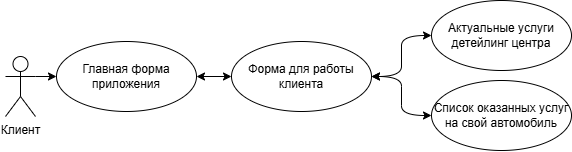 Клиент
Главная форма
приложения
Форма для работы
клиента
Актуальные услуги
детейлинг центра
Список оказанных услуг
на свой автомобиль